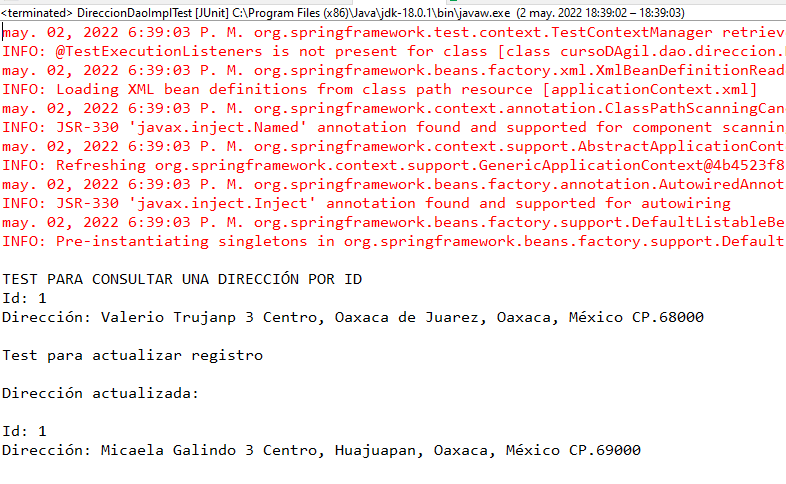 <terminated> DireccionDaoImplTest [JUnit] C:\Program Files (x86)\Java\jdk-18.0.1\bin\javaw.exe (2 may. 2022 18:39:02 – 18:39:03)
may. 02, 2022 6:39:03 P. M. org.springframework.test.context.TestContextManager retriev
INFO: @TestExecutionListeners is not present for class [class cursoDAgil.dao.direccion.
may. 02, 2022 6:39:03 P. M. org.springframework.beans.factory.xml.XmlBeanDefinitionRead
INFO: Loading XML bean definitions from class path resource [applicationContext.xml]
may. 02, 2022 6:39:03 P. M. org.springframework.context.annotation.ClassPathScanningCan
INFO: JSR-330 'javax.inject.Named' annotation found and supported for component scannin
may. 02, 2022 6:39:03 P. M. org.springframework.context.support.AbstractApplicationCont
INFO: Refreshing org.springframework.context.support.GenericApplicationContext@4b4523f8
may. 02, 2022 6:39:03 P. M. org.springframework.beans.factory.annotation.AutowiredAnnot
INFO: JSR-330 'javax.inject.Inject' annotation found and supported for autowiring
may. 02, 2022 6:39:03 P. M. org.springframework.beans.factory.support.DefaultListableBe
INFO: Pre-instantiating singletons in org.springframework.beans.factory.support.Default
TEST PARA CONSULTAR UNA DIRECCIÓN POR ID
Id: 1
Dirección: Valerio Trujanp 3 Centro, Oaxaca de Juarez, Oaxaca, México CP.68000
Test para actualizar registro
Dirección actualizada:
Id: 1
Dirección: Micaela Galindo 3 Centro, Huajuapan, Oaxaca, México CP.69000